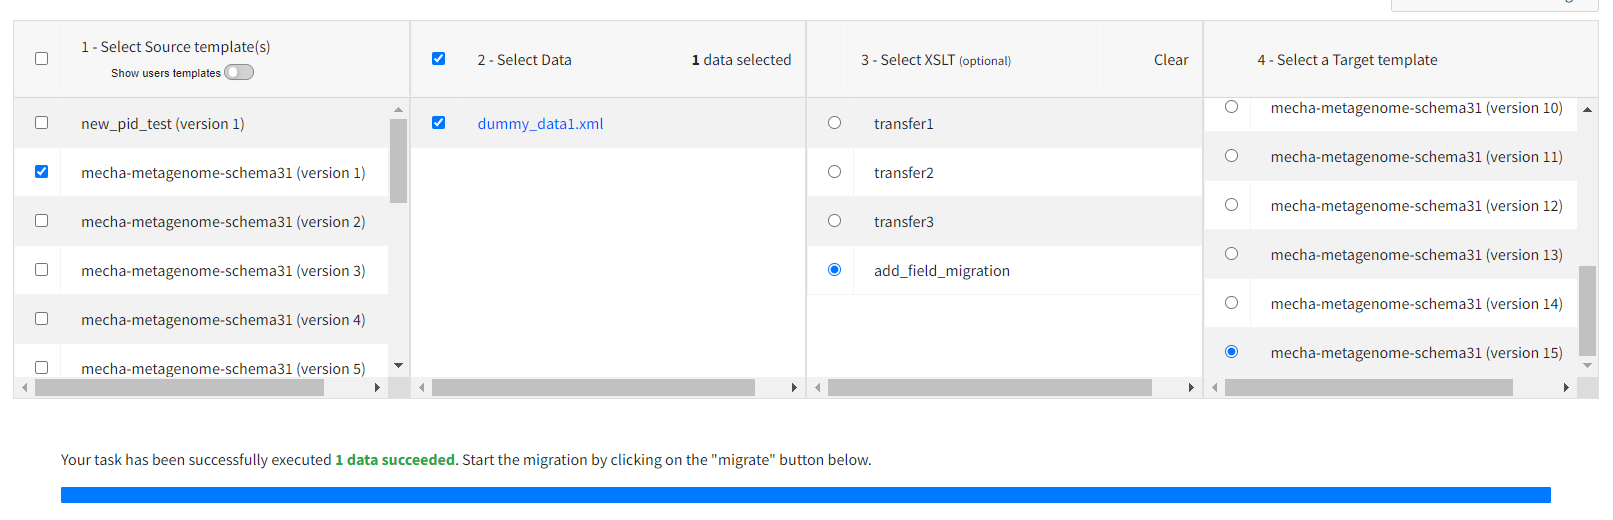 1 - Select Source template(s)
Show users templates
new_pid_test (version 1)
mecha-metagenome-schema31 (version 1)
mecha-metagenome-schema31 (version 2)
mecha-metagenome-schema31 (version 3)
mecha-metagenome-schema31 (version 4)
mecha-metagenome-schema31 (version 5)
2 - Select Data
1 data selected
dummy_data1.xml
3 - Select XSLT (optional)
Clear
transfer1
transfer2
transfer3
add_field_migration
4 - Select a Target template
mecha-metagenome-schema31 (version 10)
mecha-metagenome-schema31 (version 11)
mecha-metagenome-schema31 (version 12)
mecha-metagenome-schema31 (version 13)
mecha-metagenome-schema31 (version 14)
mecha-metagenome-schema31 (version 15)
Your task has been successfully executed 1 data succeeded. Start the migration by clicking on the "migrate" button below.